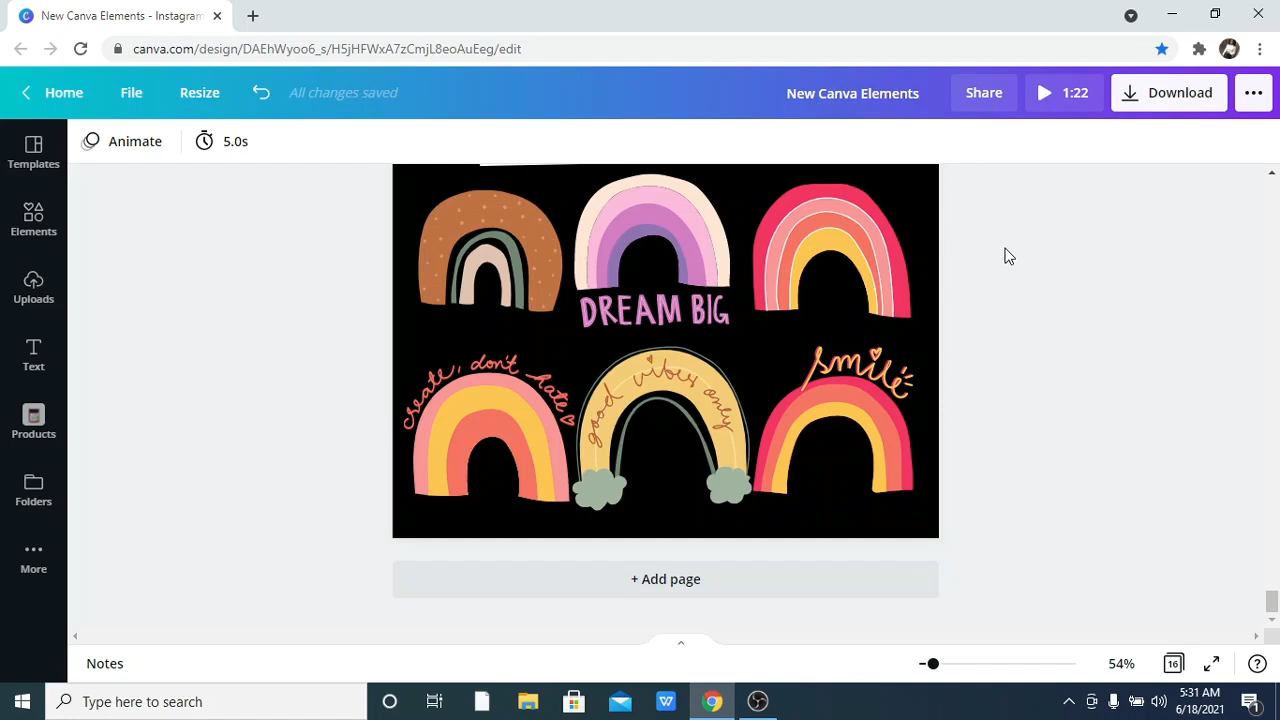 New Canva Elements - Instagram
canva.com/design/DAEhWyoo6_s/H5jHFWxA7zCmjL8eoAuEeg/edit
Home File Resize All changes saved New Canva Elements Share 1:22 Download
Animate 5.0s
Templates
Elements
Uploads
Text
Products
Folders
More
DREAM BIG
create, don't hate
good vibes only
smile
+ Add page
Notes 54% 16
Type here to search
5:31 AM
6/18/2021
1